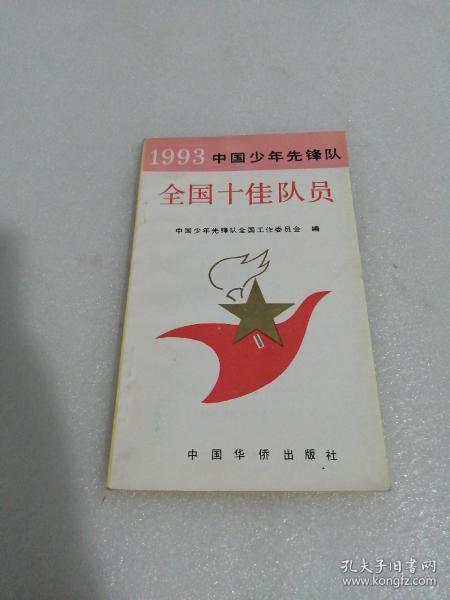 1993 中国少年先锋队
全国十佳队员
中国少年先锋队全国工作委员会 编
中国华侨出版社
孔夫子旧书网
www.kongfz.com